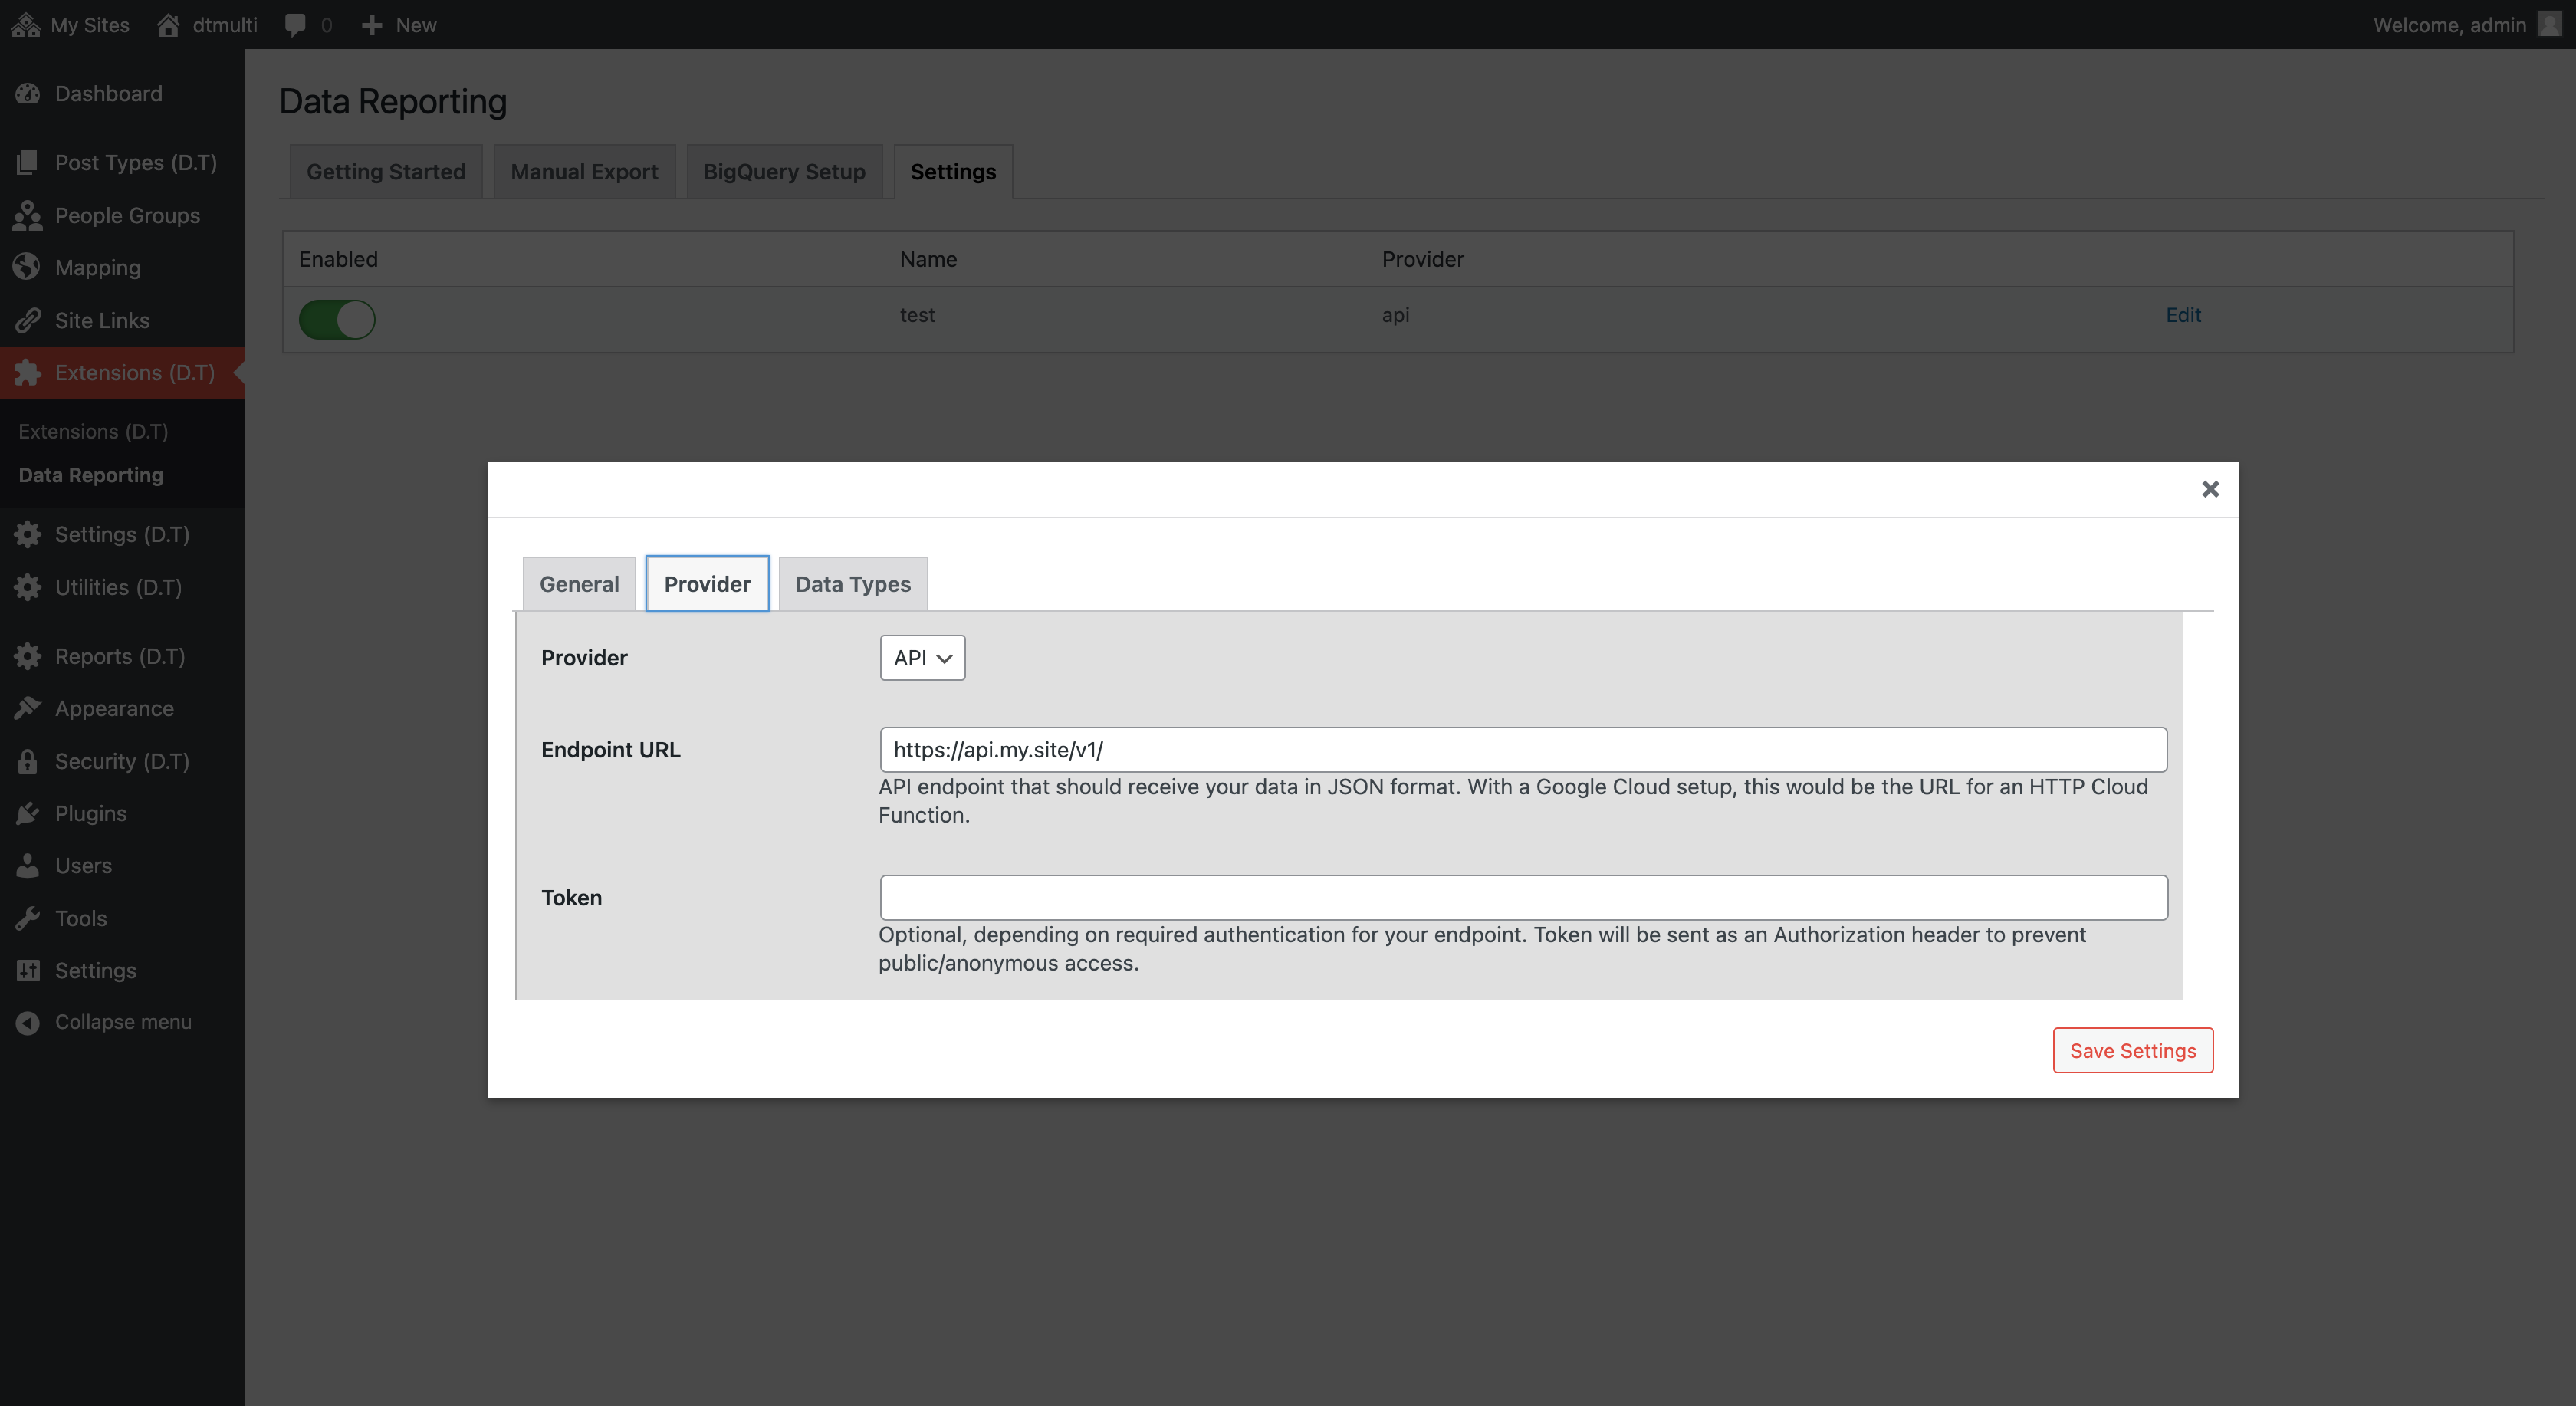 My Sites dtmulti 0 New Welcome, admin
Dashboard
Post Types (D.T)
People Groups
Mapping
Site Links
Extensions (D.T)
Extensions (D.T)
Data Reporting
Settings (D.T)
Utilities (D.T)
Reports (D.T)
Appearance
Security (D.T)
Plugins
Users
Tools
Settings
Collapse menu
Data Reporting
Getting Started Manual Export BigQuery Setup Settings
Enabled Name Provider
test api Edit
General Provider Data Types
Provider API
Endpoint URL https://api.my.site/v1/
API endpoint that should receive your data in JSON format. With a Google Cloud setup, this would be the URL for an HTTP Cloud
Function.
Token
Optional, depending on required authentication for your endpoint. Token will be sent as an Authorization header to prevent
public/anonymous access.
Save Settings